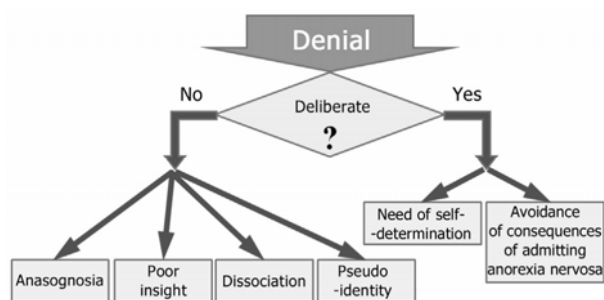 Denial
No
Deliberate
?
Yes
Need of self-
-determination
Avoidance
of consequences
of admitting
anorexia nervosa
Anasognosia
Poor
insight
Dissociation
Pseudo
-identity